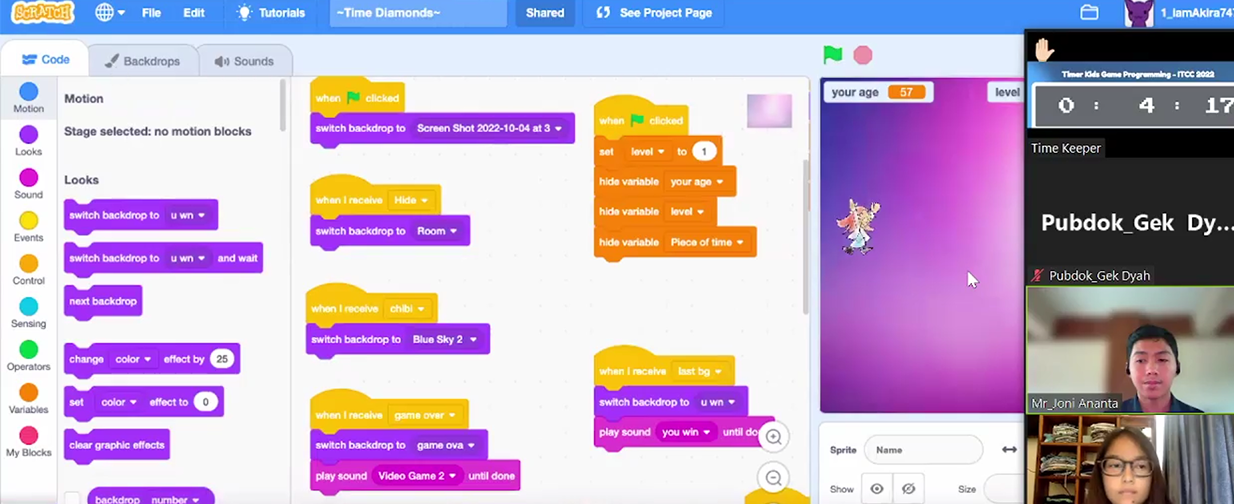 SCRATCH
File
Edit
Tutorials
~Time Diamonds~
Shared
See Project Page
Code
Backdrops
Sounds
Motion
Looks
Sound
Events
Control
Sensing
Operators
Variables
My Blocks
Motion
Stage selected: no motion blocks
Looks
switch backdrop to u wn
switch backdrop to u wn and wait
next backdrop
change color effect by 25
set color effect to 0
clear graphic effects
backdrop number
when clicked
switch backdrop to Screen Shot 2022-10-04 at 3
when I receive Hide
switch backdrop to Room
when I receive chibi
switch backdrop to Blue Sky 2
when I receive game over
switch backdrop to game ova
play sound Video Game 2 until done
when clicked
set level to 1
hide variable your age
hide variable level
hide variable Piece of time
when I receive last bg
switch backdrop to u wn
play sound you win until do
your age 57
level
Sprite Name
Show
Size
Timer Kids Game Programming - ITCC 2022
0 : 4 : 17
Time Keeper
Pubdok_Gek Dy...
Pubdok_Gek Dyah
Mr_Joni Ananta